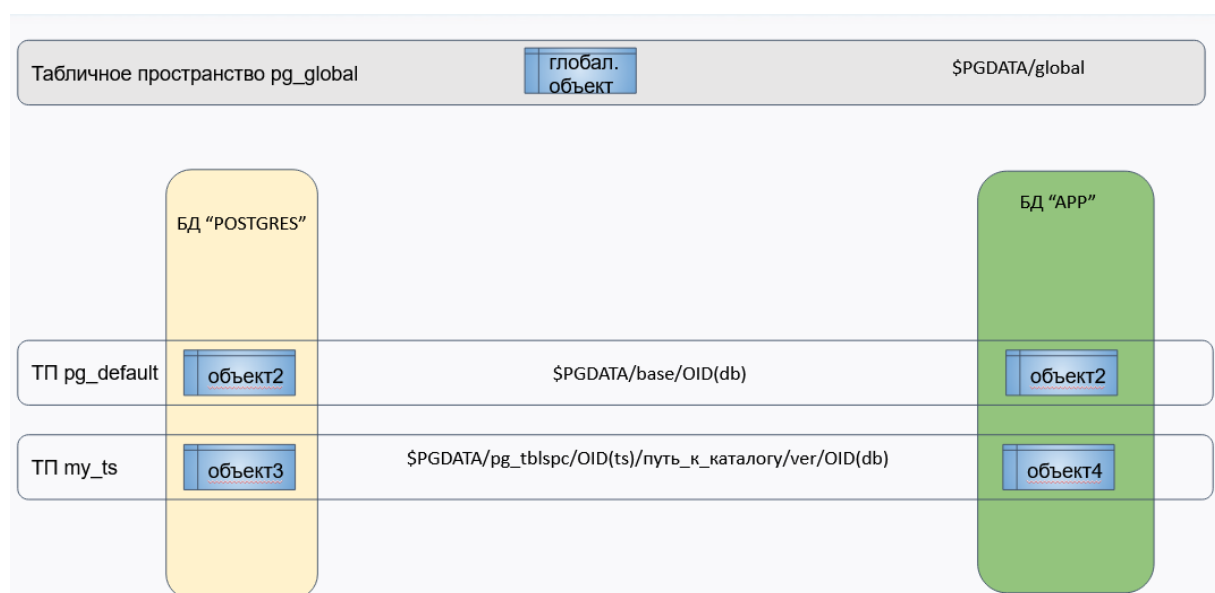 Табличное пространство pg_global
глобал.
объект
$PGDATA/global
БД “POSTGRES”
БД “APP”
ТП pg_default
объект2
$PGDATA/base/OID(db)
объект2
ТП my_ts
объект3
$PGDATA/pg_tblspc/OID(ts)/путь_к_каталогу/ver/OID(db)
объект4